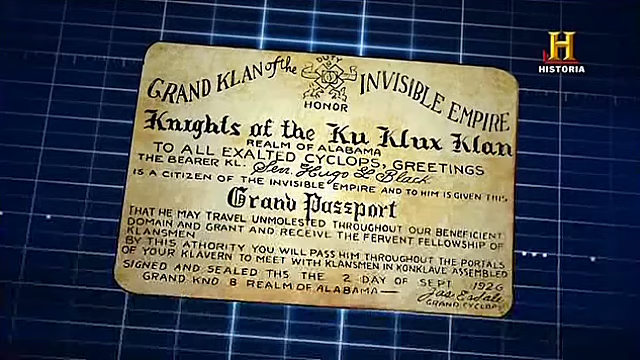 H
HISTORIA
GRAND KLAN of the INVISIBLE EMPIRE
DUTY
HONOR
Knights of the Ku Klux Klan
REALM OF ALABAMA
TO ALL EXALTED CYCLOPS, GREETINGS
THE BEARER KL. Sen. Hugo L Black
IS A CITIZEN OF THE INVISIBLE EMPIRE AND TO HIM IS GIVEN THIS
Grand Passport
THAT HE MAY TRAVEL UNMOLESTED THROUGHOUT OUR BENEFICENT
DOMAIN AND GRANT AND RECEIVE THE FERVENT FELLOWSHIP OF
KLANSMEN
BY THIS ATHORITY YOU WILL PASS HIM THROUGHOUT THE PORTALS
OF YOUR KLAVERN TO MEET WITH KLANSMEN IN KONKLAVE ASSEMBLED
SIGNED AND SEALED THS THE 2 DAY OF SEPT 1926
GRAND KNO 8 REALM OF ALABAMA—
Jas. Esdale
GRAND CYCLOPS